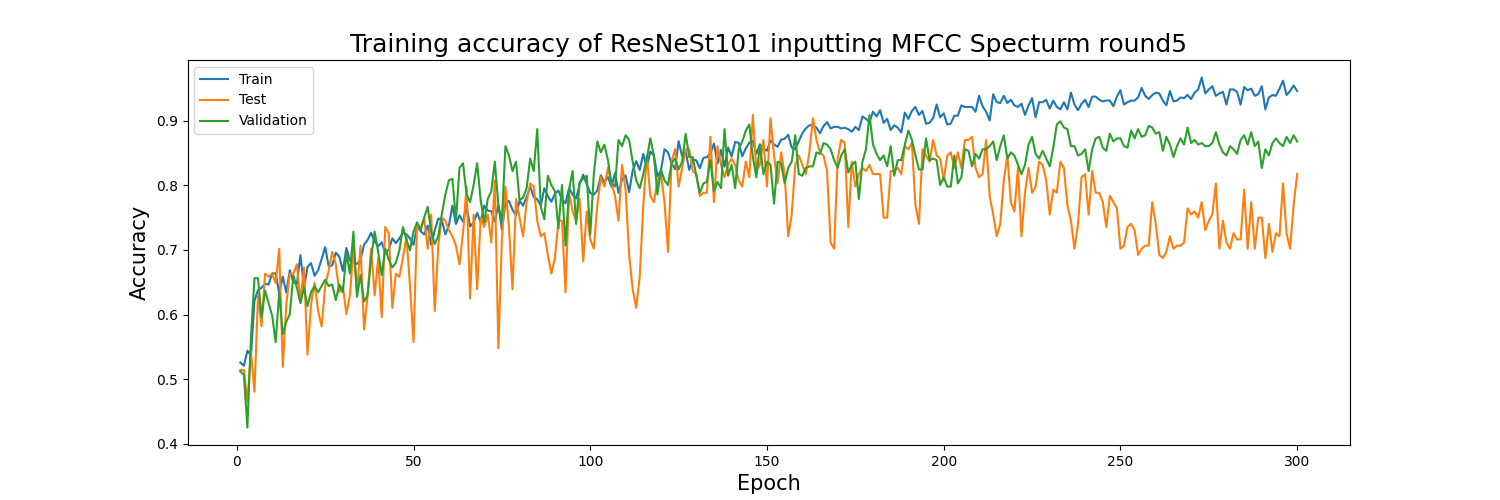 Training accuracy of ResNeSt101 inputting MFCC Specturm round5
Train
Test
Validation
Accuracy
0.9
0.8
0.7
0.6
0.5
0.4
0 50 100 150 200 250 300
Epoch